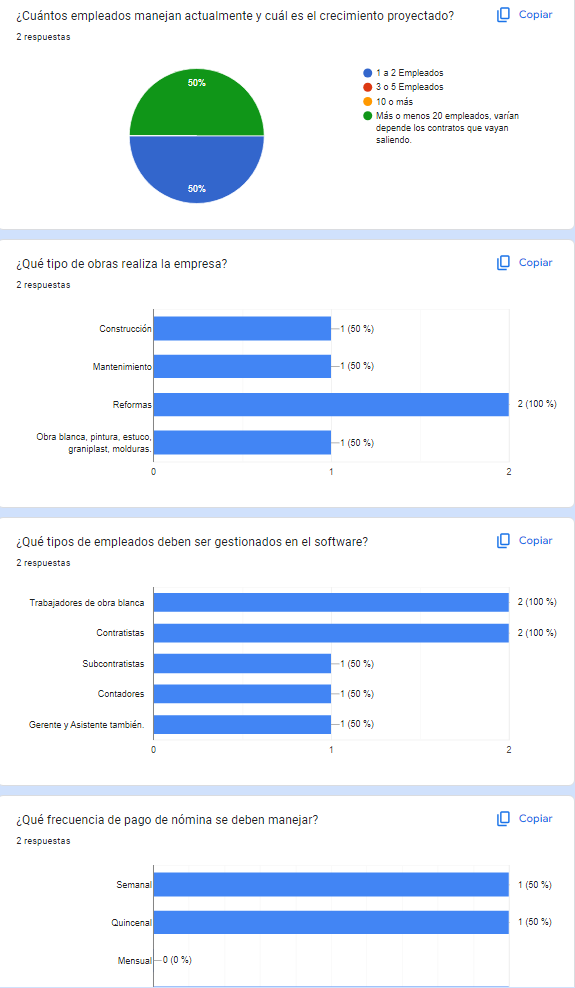 ¿Cuántos empleados manejan actualmente y cuál es el crecimiento proyectado?
Copiar
2 respuestas
50%
50%
1 a 2 Empleados
3 o 5 Empleados
10 o más
Más o menos 20 empleados, varían
depende los contratos que vayan
saliendo.
¿Qué tipo de obras realiza la empresa?
Copiar
2 respuestas
Construcción
1 (50 %)
Mantenimiento
1 (50 %)
Reformas
2 (100 %)
Obra blanca, pintura, estuco,
graniplast, molduras.
1 (50 %)
0
1
2
¿Qué tipos de empleados deben ser gestionados en el software?
Copiar
2 respuestas
Trabajadores de obra blanca
2 (100 %)
Contratistas
2 (100 %)
Subcontratistas
1 (50 %)
Contadores
1 (50 %)
Gerente y Asistente también.
1 (50 %)
0
1
2
¿Qué frecuencia de pago de nómina se deben manejar?
Copiar
2 respuestas
Semanal
1 (50 %)
Quincenal
1 (50 %)
Mensual
0 (0 %)